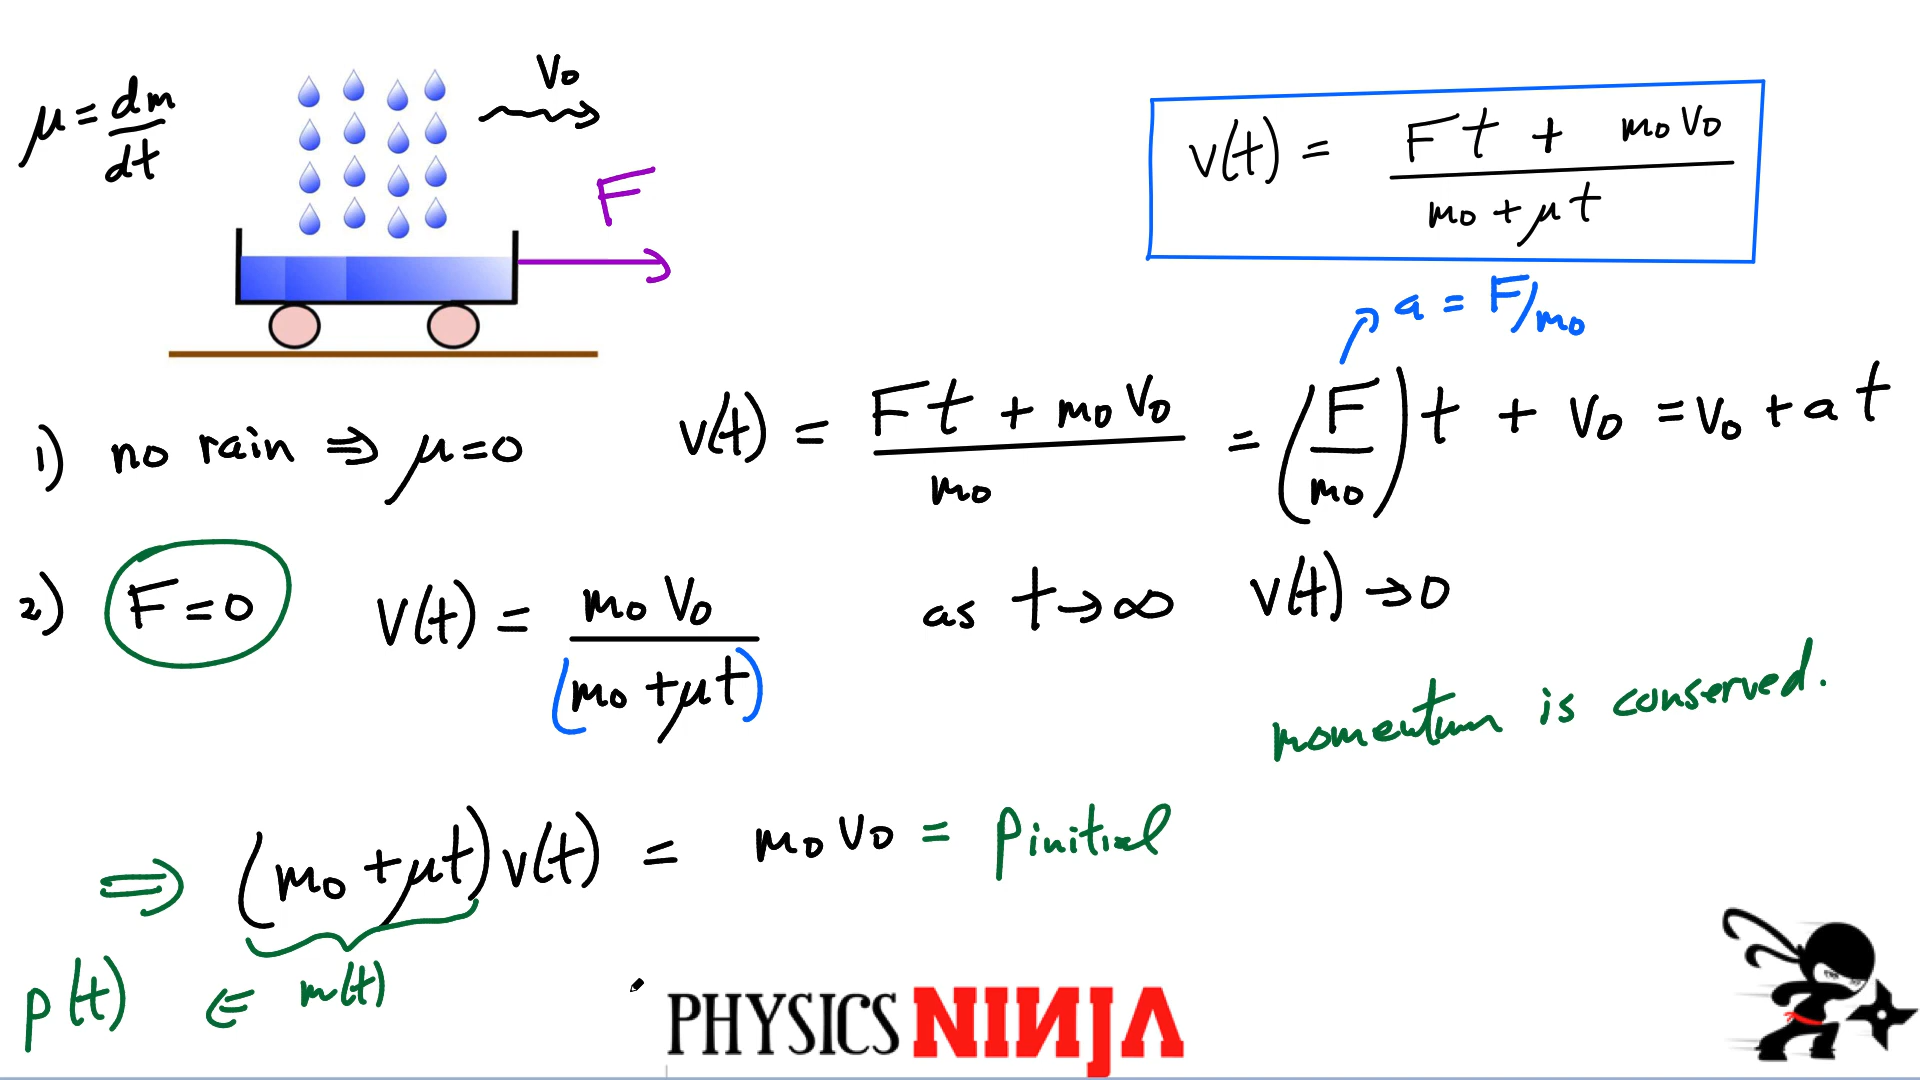 μ = dm/dt
V₀
F
v(t) = (Ft + m₀V₀)/(m₀ + μt)
a = F/m₀
1) no rain ⇒ μ=0 v(t) = (Ft + m₀V₀)/m₀ = (F/m₀)t + V₀ = V₀ + at
2) F=0 V(t) = m₀V₀/(m₀ + μt) as t→∞ V(t)→0
momentum is conserved.
⇒ (m₀ + μt)v(t) = m₀V₀ = Pinitial
p(t) ⇐ m(t)
PHYSICS NINJA